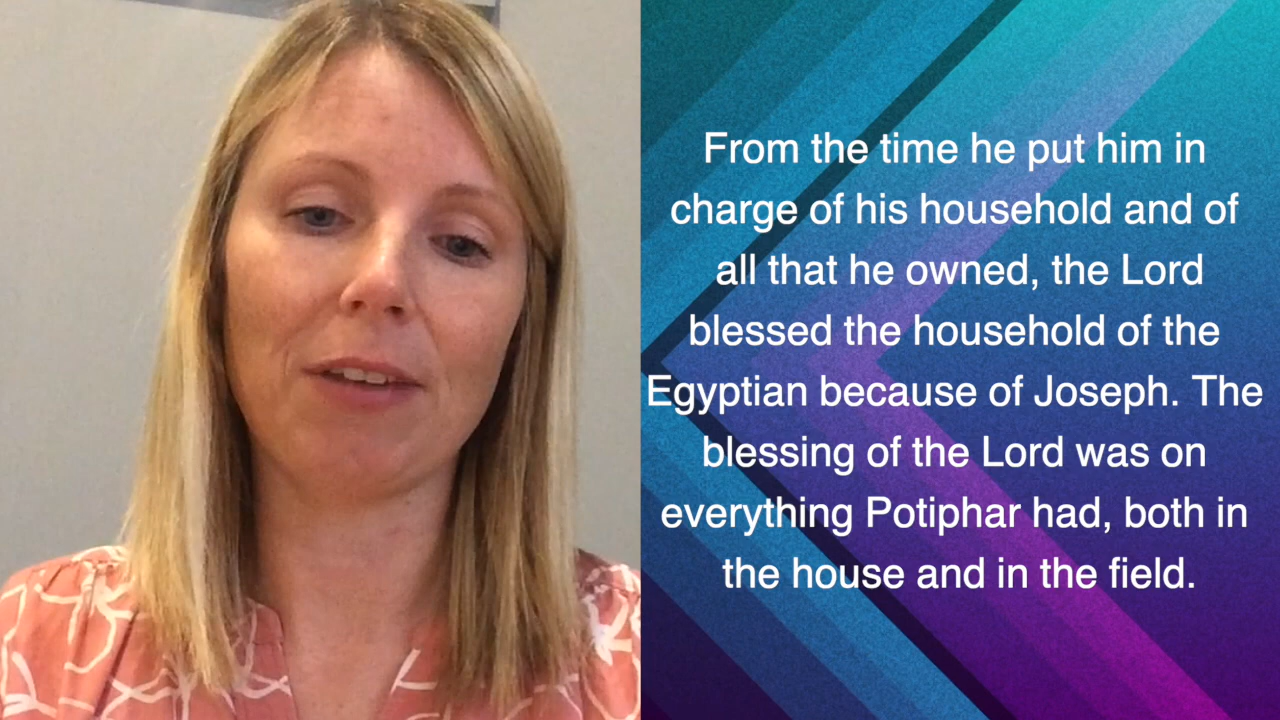 From the time he put him in
charge of his household and of
all that he owned, the Lord
blessed the household of the
Egyptian because of Joseph. The
blessing of the Lord was on
everything Potiphar had, both in
the house and in the field.